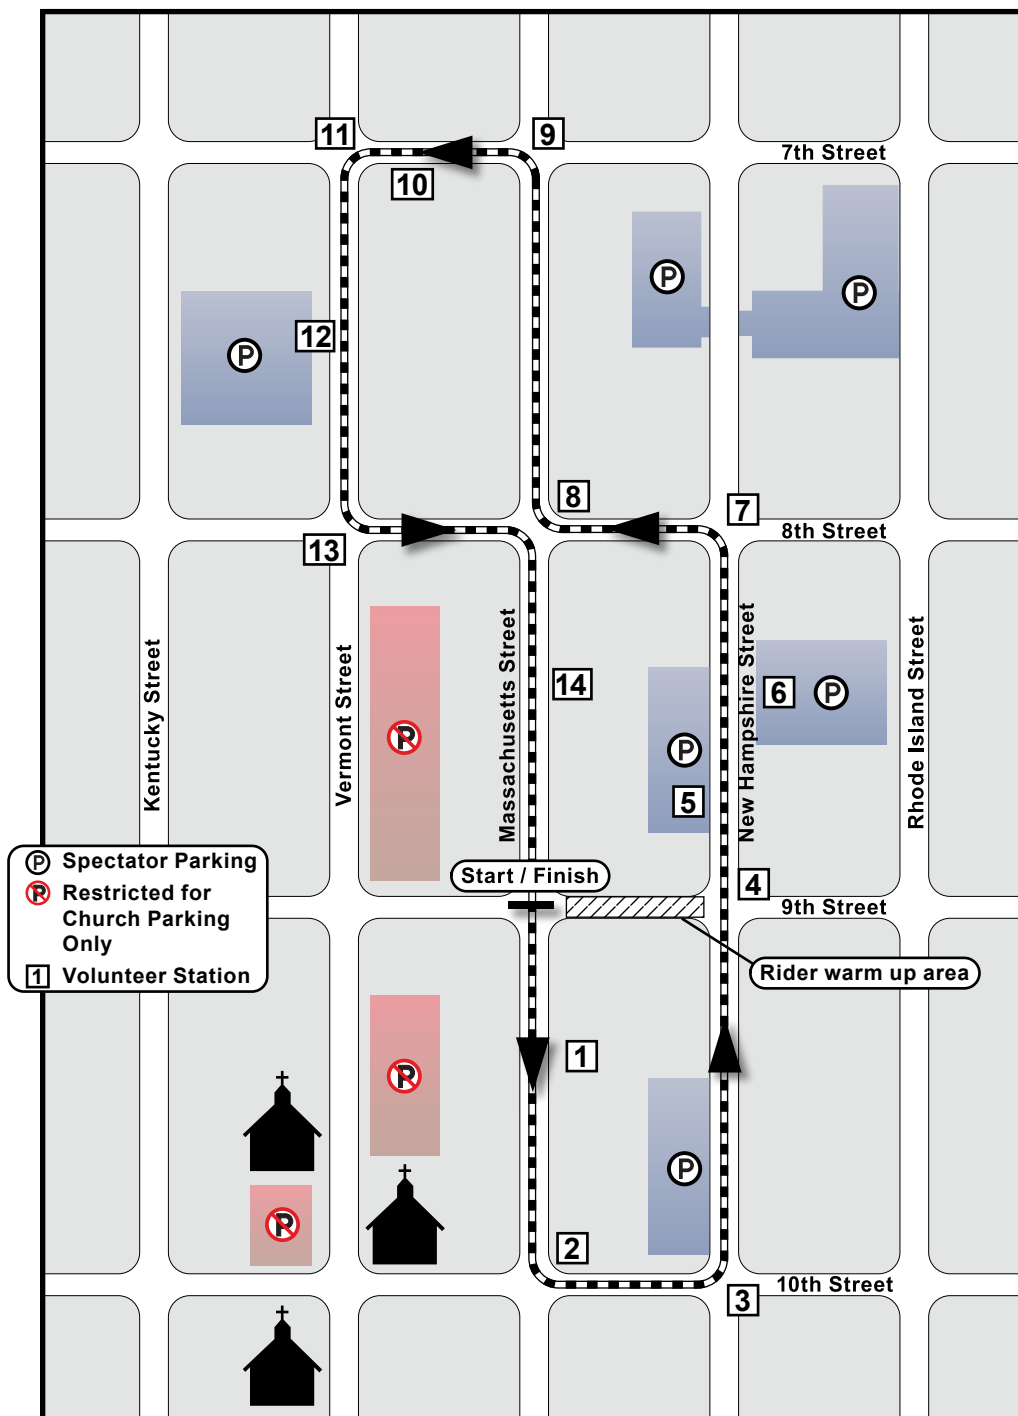 11
9
7th Street
10
P
P
12
P
8
7
8th Street
13
Kentucky Street
Vermont Street
Massachusetts Street
New Hampshire Street
Rhode Island Street
14
6
P
P
P
5
P Spectator Parking
P Restricted for
Church Parking
Only
1 Volunteer Station
Start / Finish
4
9th Street
Rider warm up area
1
P
P
P
2
10th Street
3